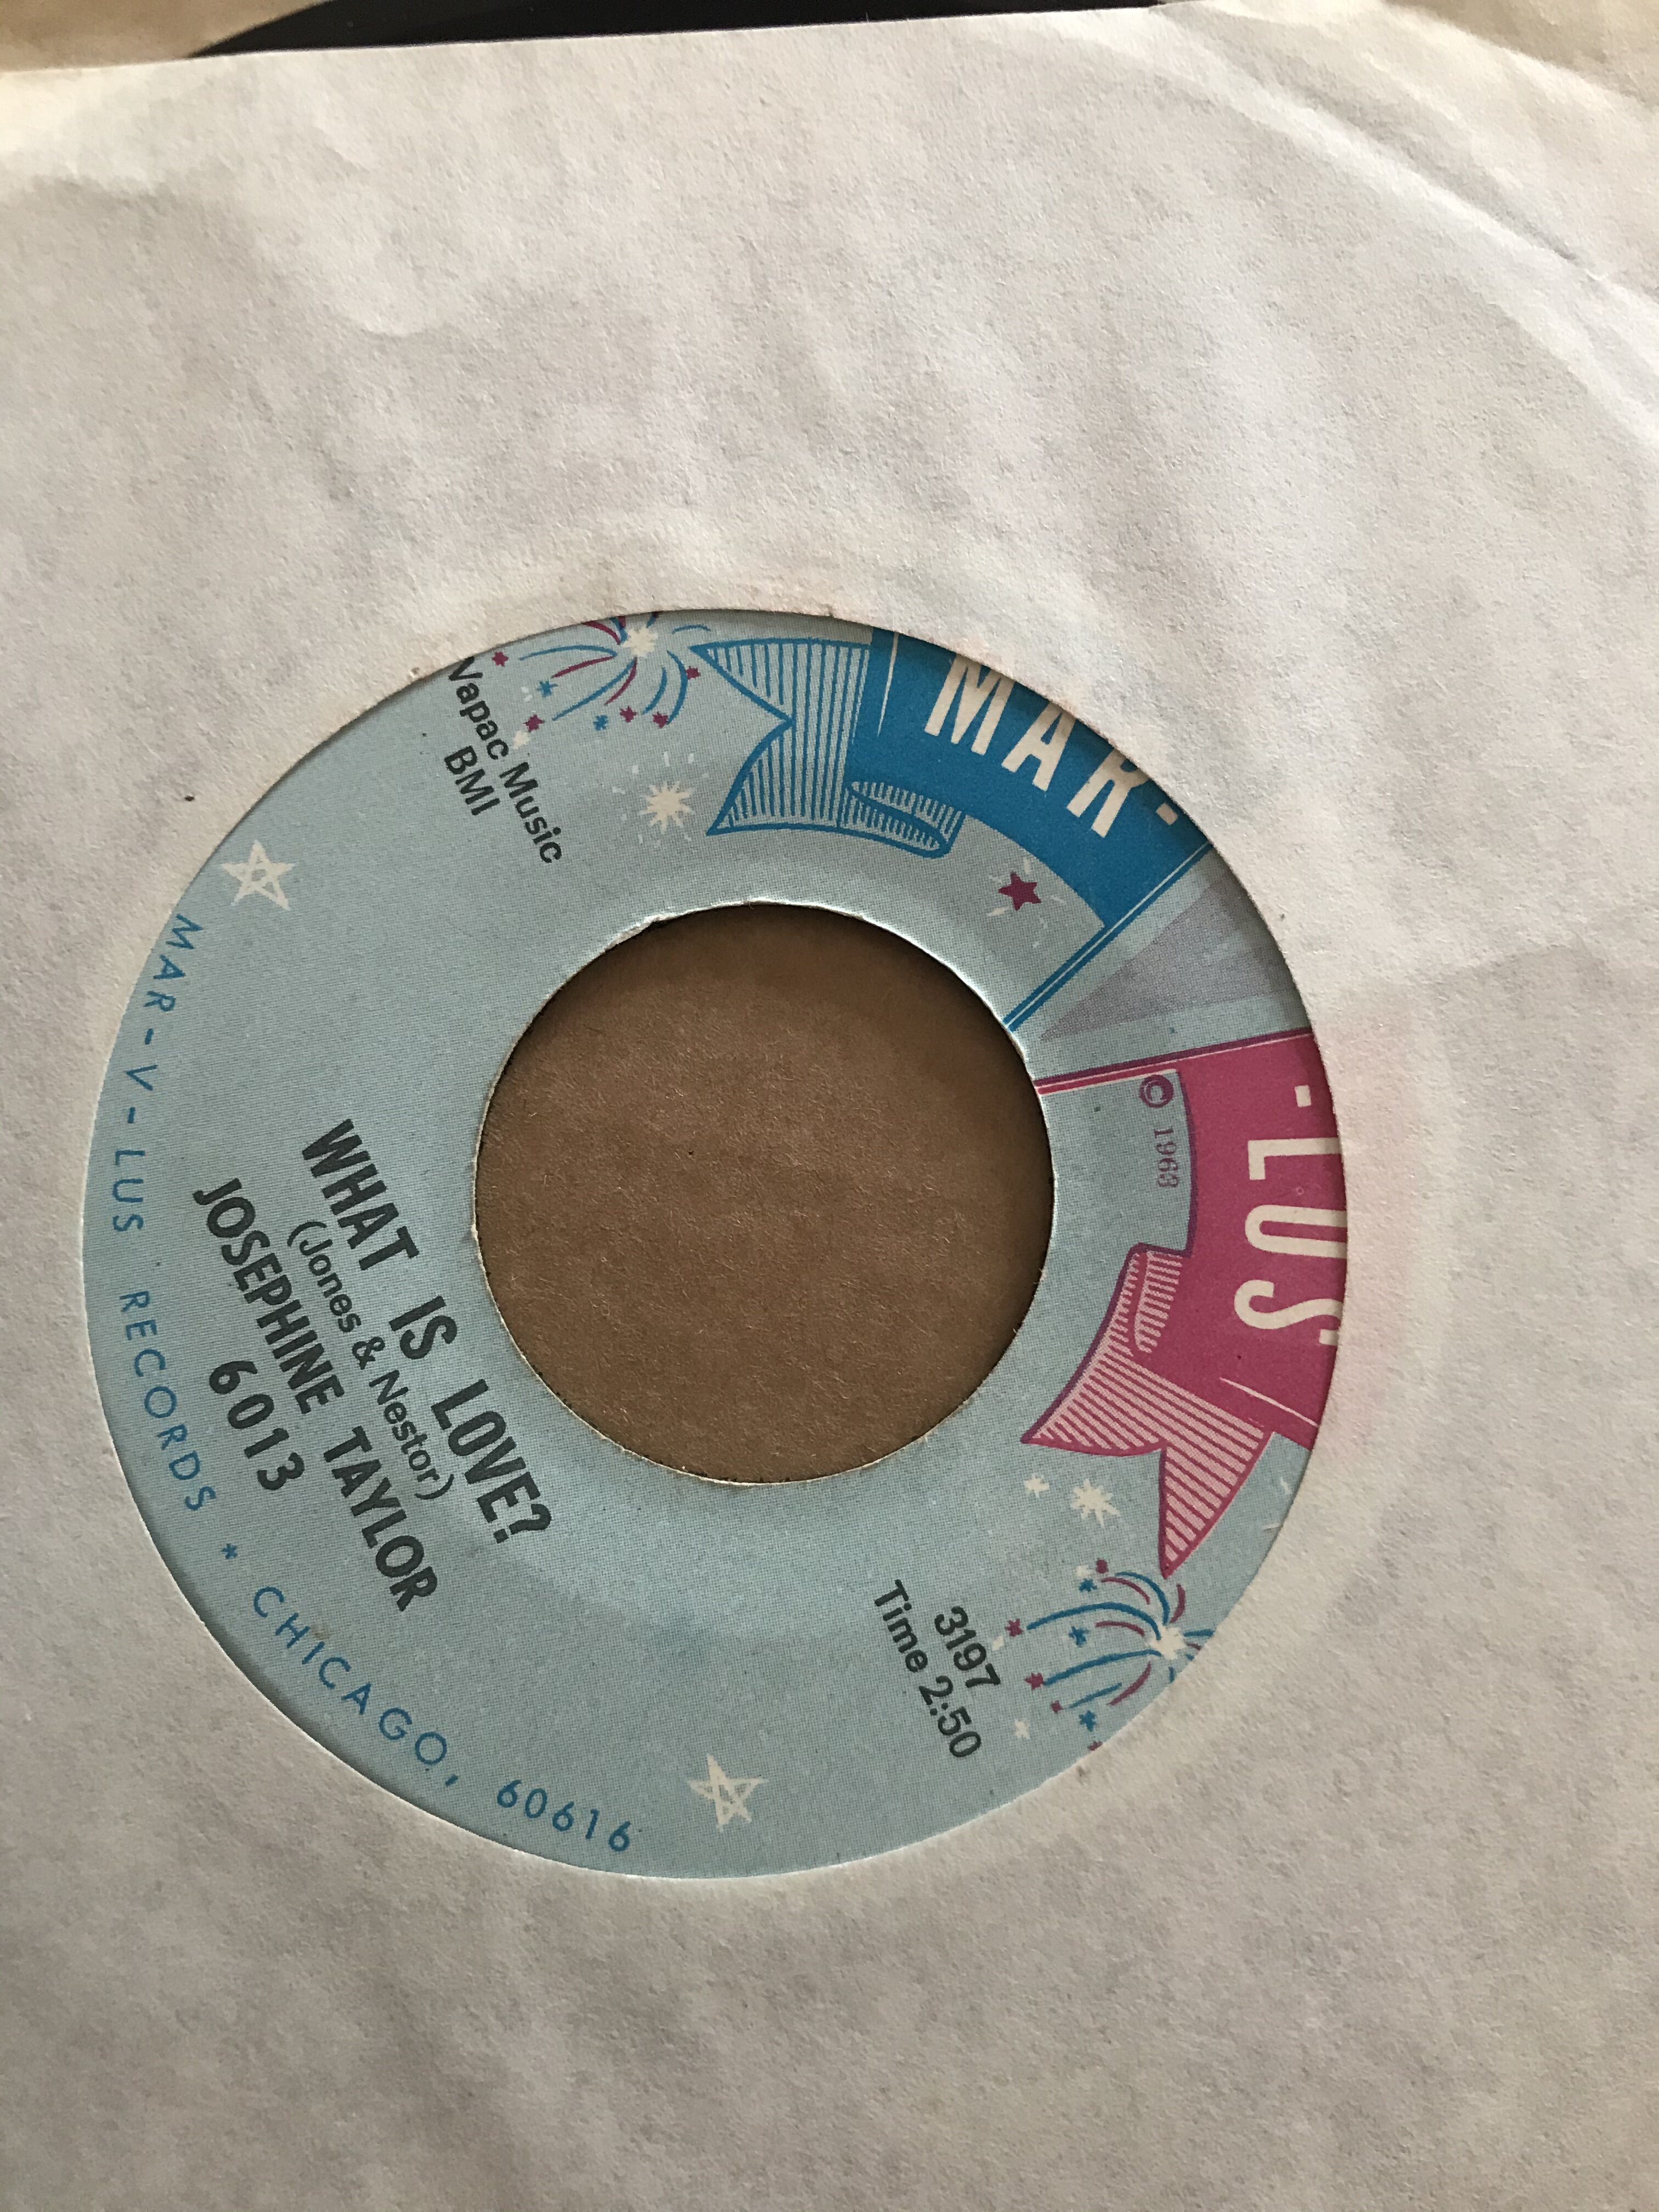 MAR-
-LUS
© 1963
Vapac Music
BMI
3197
Time 2:50
WHAT IS LOVE?
(Jones & Nestor)
JOSEPHINE TAYLOR
6013
MAR-V-LUS RECORDS * CHICAGO, 60616